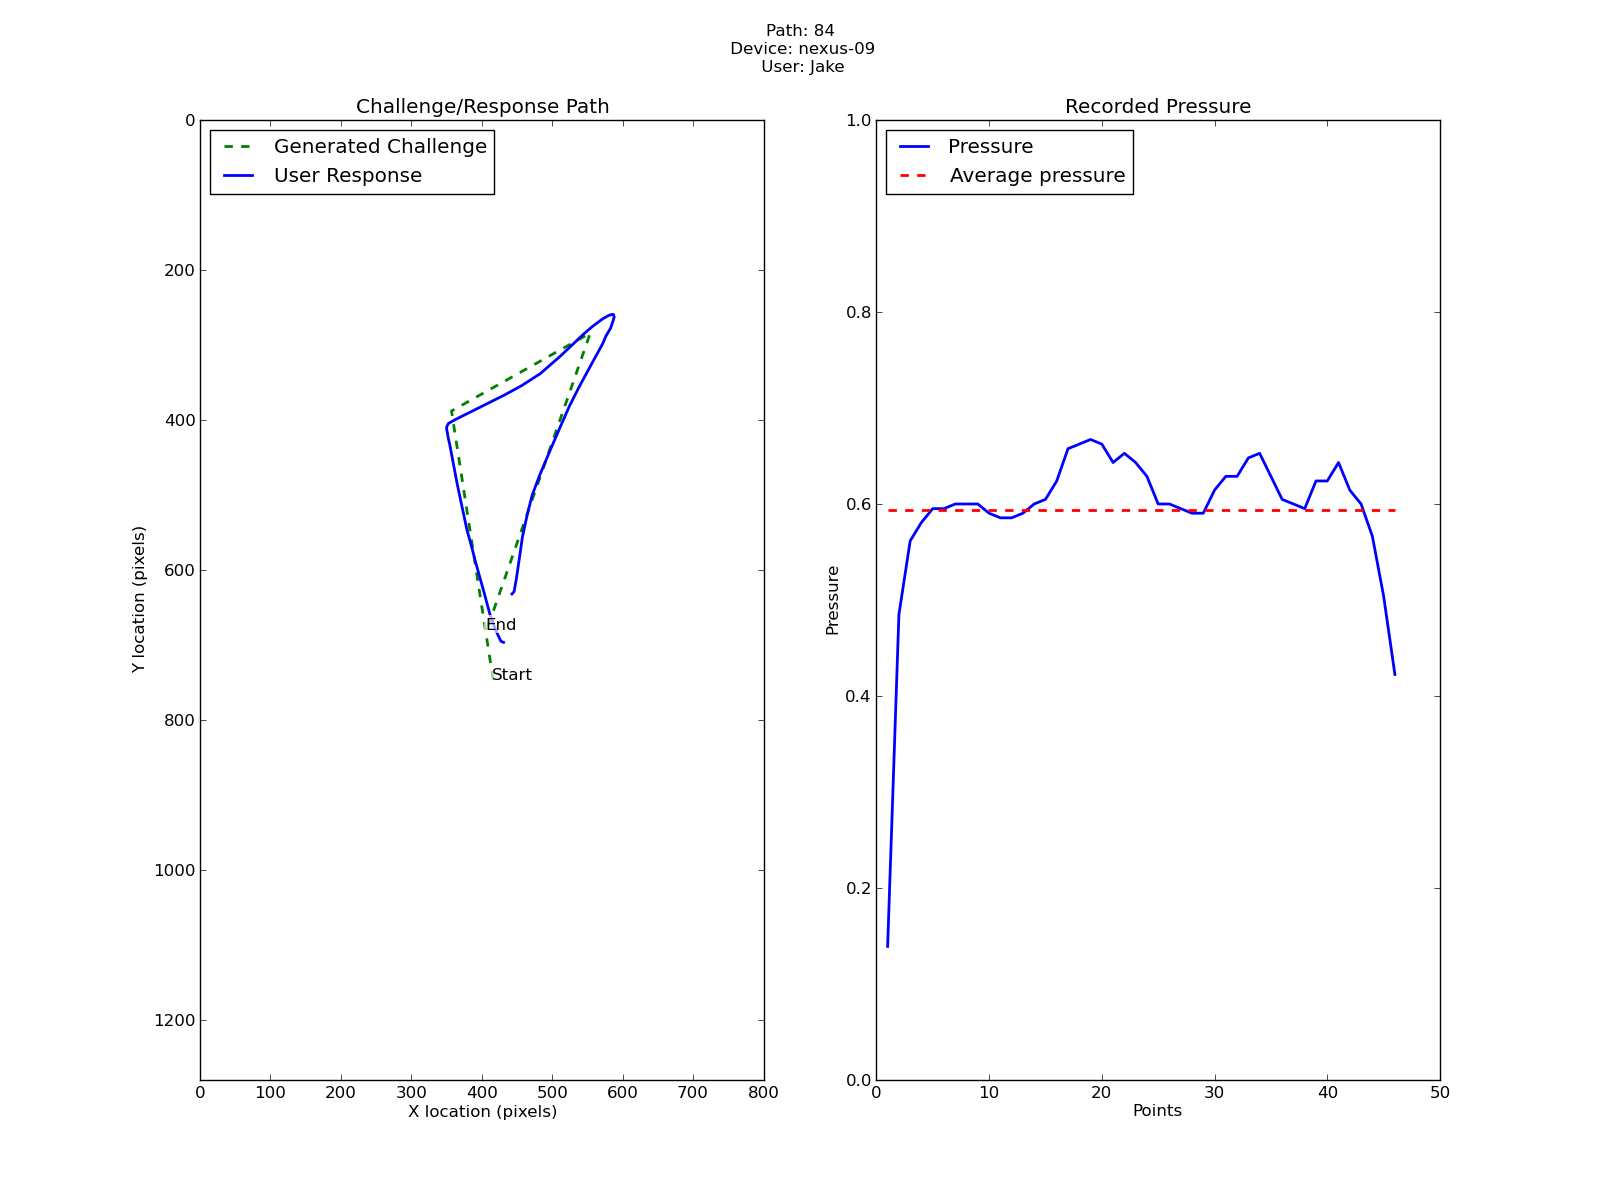 Path: 84
Device: nexus-09
User: Jake
Challenge/Response Path
Generated Challenge
User Response
0
200
400
600
800
1000
1200
Y location (pixels)
End
Start
0 100 200 300 400 500 600 700 800
X location (pixels)
Recorded Pressure
Pressure
Average pressure
1.0
0.8
0.6
0.4
0.2
0.0
Pressure
0 10 20 30 40 50
Points